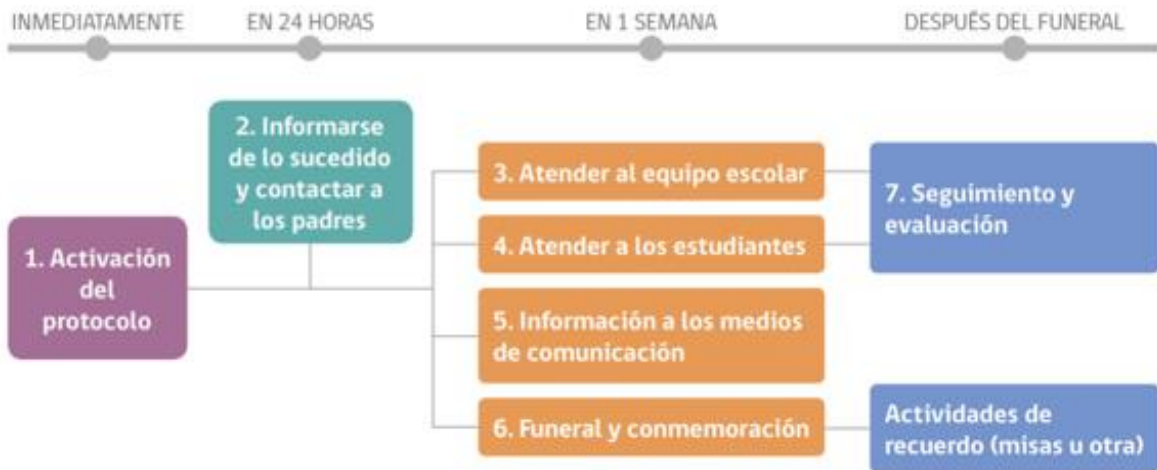 INMEDIATAMENTE
EN 24 HORAS
EN 1 SEMANA
DESPUÉS DEL FUNERAL
1. Activación
del
protocolo
2. Informarse
de lo sucedido
y contactar a
los padres
3. Atender al equipo escolar
4. Atender a los estudiantes
5. Información a los medios
de comunicación
6. Funeral y conmemoración
7. Seguimiento y
evaluación
Actividades de
recuerdo (misas u otra)